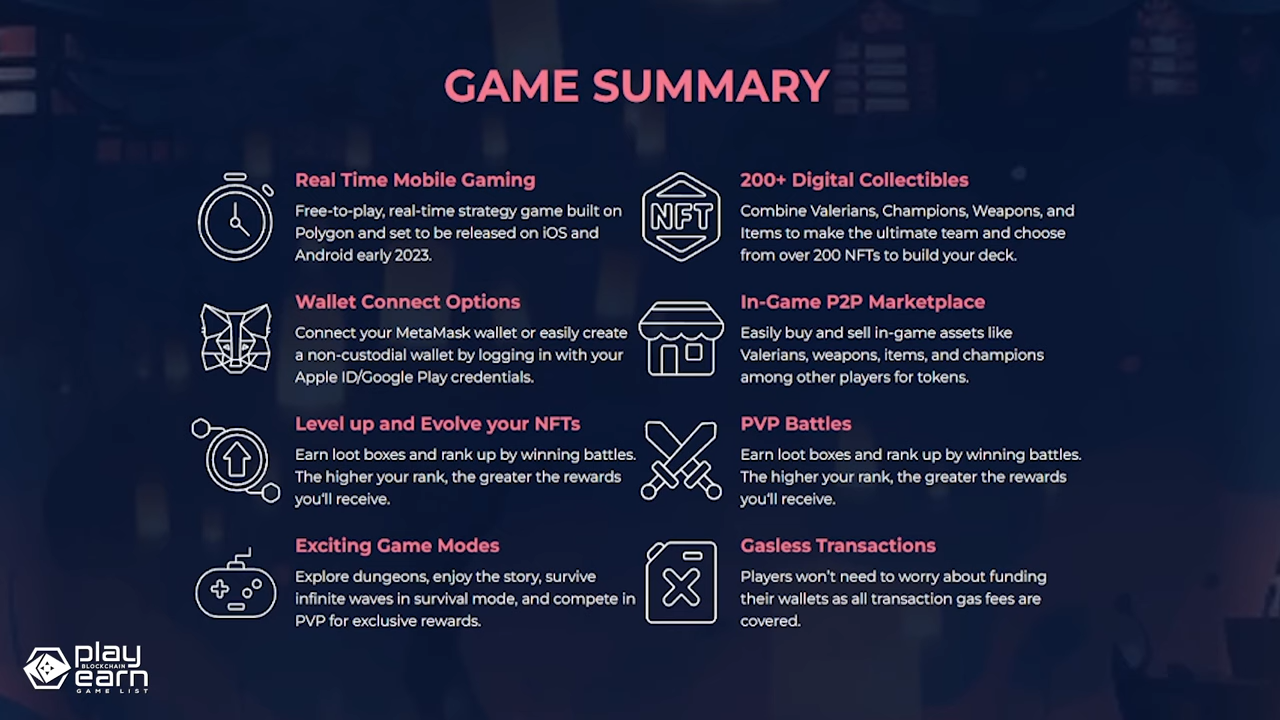 GAME SUMMARY
Real Time Mobile Gaming
Free-to-play, real-time strategy game built on
Polygon and set to be released on iOS and
Android early 2023.
200+ Digital Collectibles
Combine Valerians, Champions, Weapons, and
Items to make the ultimate team and choose
from over 200 NFTs to build your deck.
NFT
Wallet Connect Options
Connect your MetaMask wallet or easily create
a non-custodial wallet by logging in with your
Apple ID/Google Play credentials.
In-Game P2P Marketplace
Easily buy and sell in-game assets like
Valerians, weapons, items, and champions
among other players for tokens.
Level up and Evolve your NFTs
Earn loot boxes and rank up by winning battles.
The higher your rank, the greater the rewards
you'll receive.
PVP Battles
Earn loot boxes and rank up by winning battles.
The higher your rank, the greater the rewards
you'll receive.
Exciting Game Modes
Explore dungeons, enjoy the story, survive
infinite waves in survival mode, and compete in
PVP for exclusive rewards.
Gasless Transactions
Players won't need to worry about funding
their wallets as all transaction gas fees are
covered.
play
BLOCKCHAIN
earn
GAME LIST